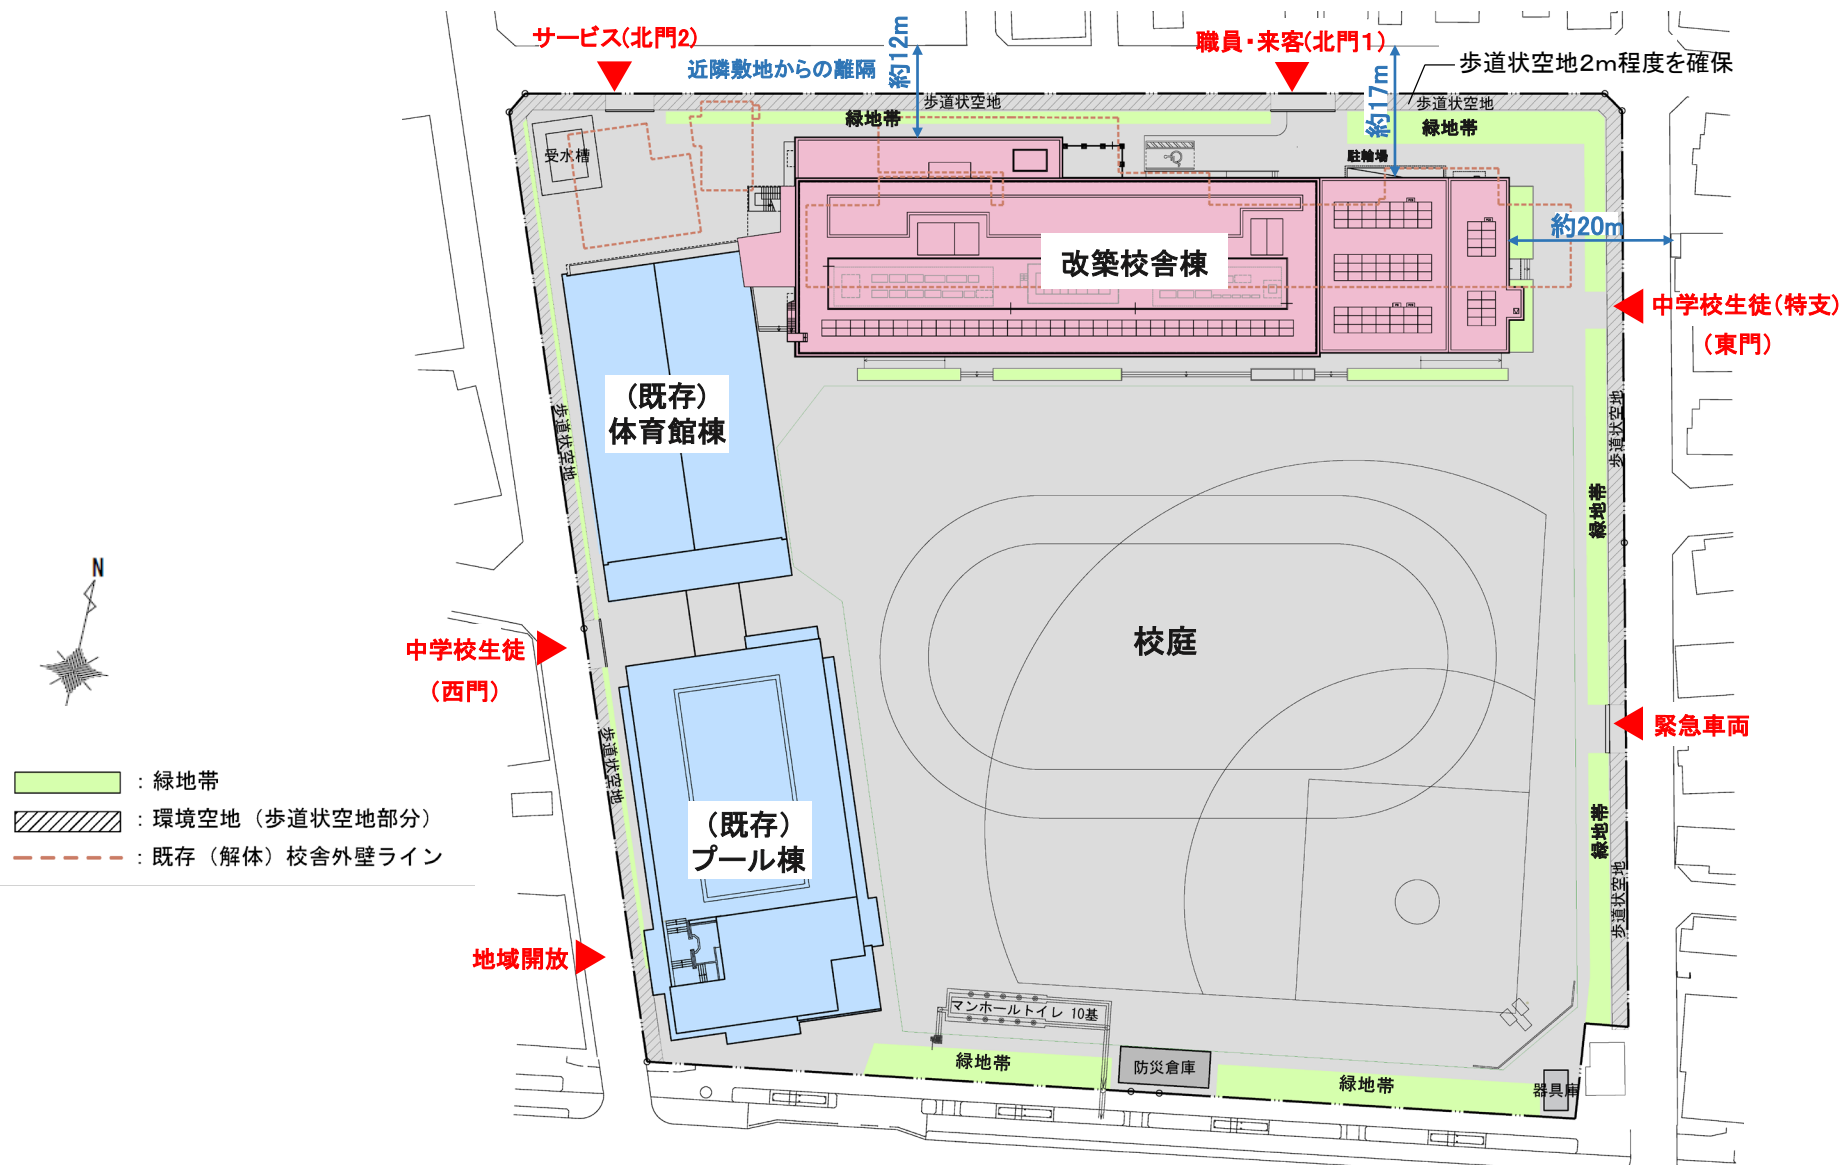 サービス(北門2)
近隣敷地からの離隔
約12m
職員・来客(北門1)
約17m
歩道状空地2m程度を確保
歩道状空地
歩道状空地
緑地帯
緑地帯
受水槽
駐輪場
改築校舎棟
約20m
中学校生徒(特支)
(東門)
(既存)
体育館棟
歩道状空地
歩道状空地
緑地帯
N
校庭
中学校生徒
(西門)
緊急車両
歩道状空地
:緑地帯
:環境空地(歩道状空地部分)
:既存(解体)校舎外壁ライン
(既存)
プール棟
緑地帯
歩道状空地
地域開放
マンホールトイレ 10基
緑地帯
防災倉庫
緑地帯
器具庫